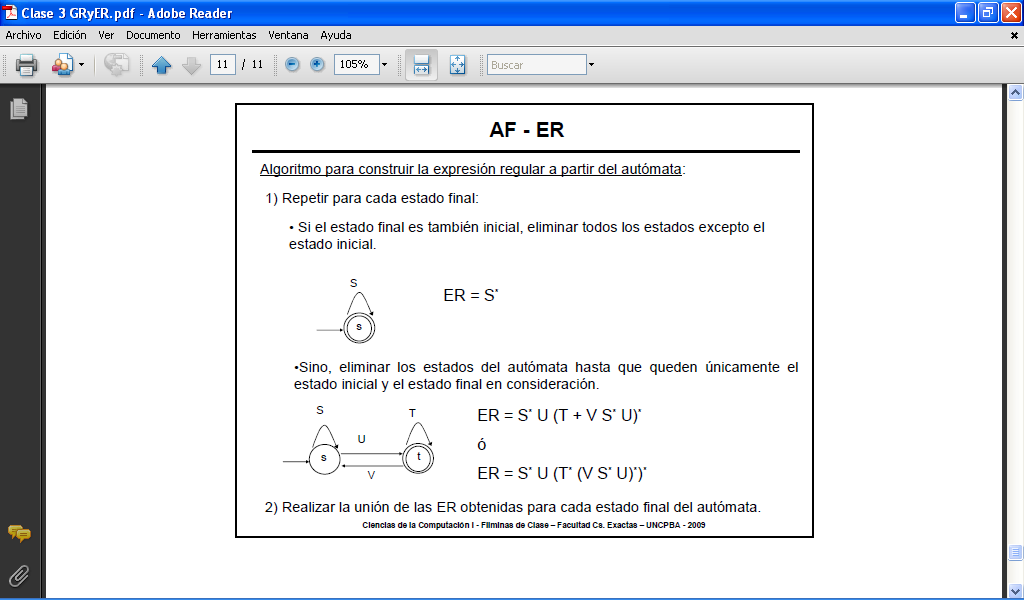 Clase 3 GRyER.pdf - Adobe Reader
Archivo Edición Ver Documento Herramientas Ventana Ayuda
11 / 11 105% Buscar
AF - ER
Algoritmo para construir la expresión regular a partir del autómata:
1) Repetir para cada estado final:
• Si el estado final es también inicial, eliminar todos los estados excepto el
estado inicial.
S
ER = S*
s
•Sino, eliminar los estados del autómata hasta que queden únicamente el
estado inicial y el estado final en consideración.
S T
U
s t
V
ER = S* U (T + V S* U)*
ó
ER = S* U (T* (V S* U)*)*
2) Realizar la unión de las ER obtenidas para cada estado final del autómata.
Ciencias de la Computación I - Filminas de Clase – Facultad Cs. Exactas – UNCPBA - 2009